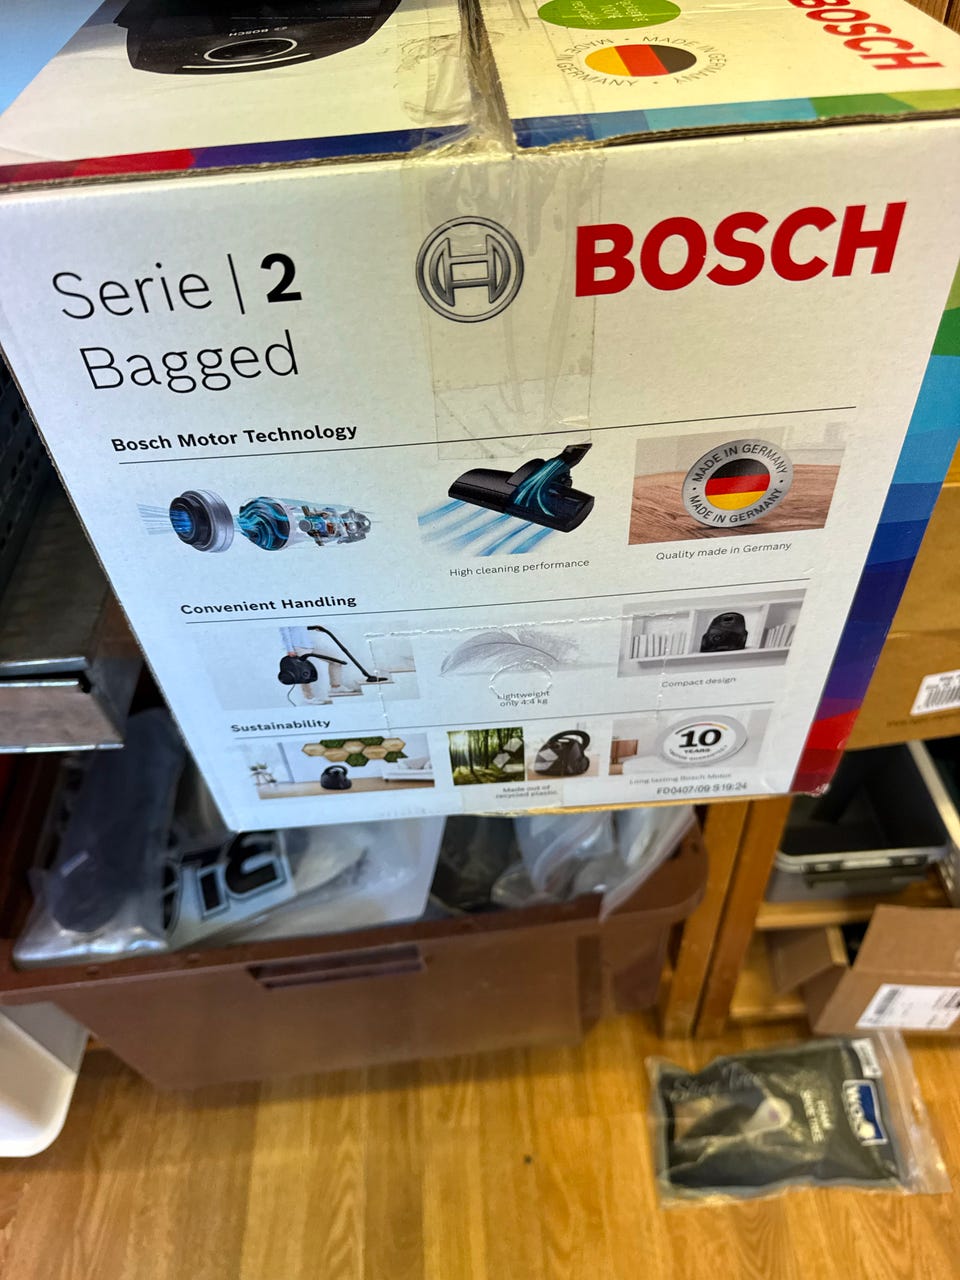 BOSCH
MADE IN GERMANY
MADE IN GERMANY
BOSCH
Serie | 2
Bagged
BOSCH
Bosch Motor Technology
MADE IN GERMANY
MADE IN GERMANY
High cleaning performance
Quality made in Germany
Convenient Handling
Lightweight
only 4.4 kg
Compact design
Sustainability
10
YEARS
Made out of
recycled plastic
Long lasting Bosch Motor
FD0407/09 S19:24